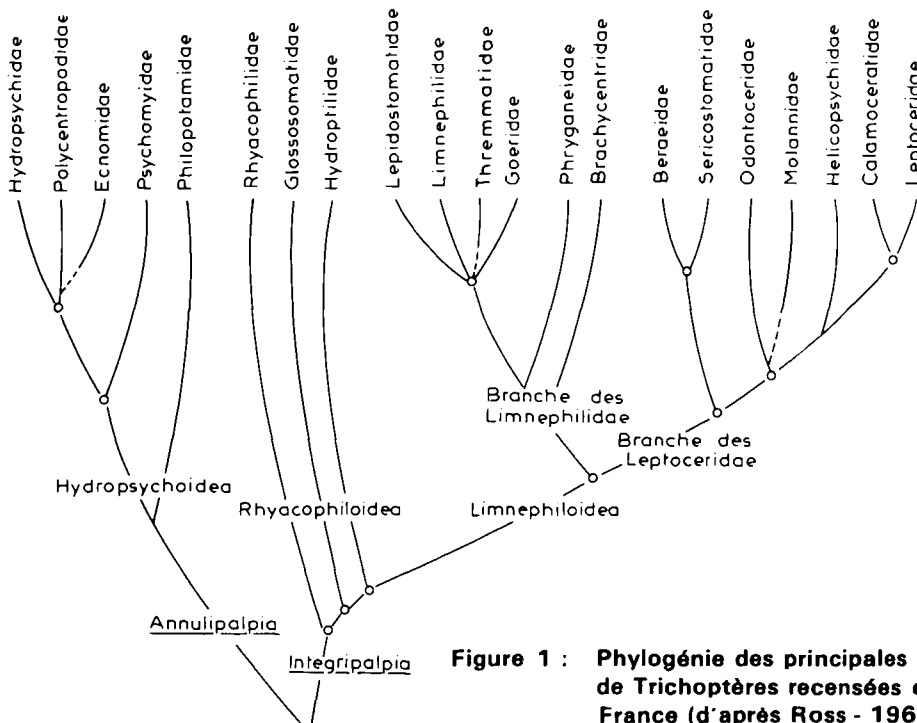 Hydropsychidae
Polycentropodidae
Ecnomidae
Psychomyidae
Philopotamidae
Rhyacophilidae
Glossosomatidae
Hydroptilidae
Lepidostomatidae
Limnephilidae
Thremmatidae
Goeridae
Phryganeidae
Brachycentridae
Beraeidae
Sericostomatidae
Odontoceridae
Molannidae
Helicopsychidae
Calamoceratidae
Leptoceridae
Branche des
Limnephilidae
Branche des
Leptoceridae
Hydropsychoidea
Rhyacophiloidea
Limnephiloidea
Annulipalpia
Integripalpia
Figure 1 : Phylogénie des principales
de Trichoptères recensées e
France (d'après Ross - 196